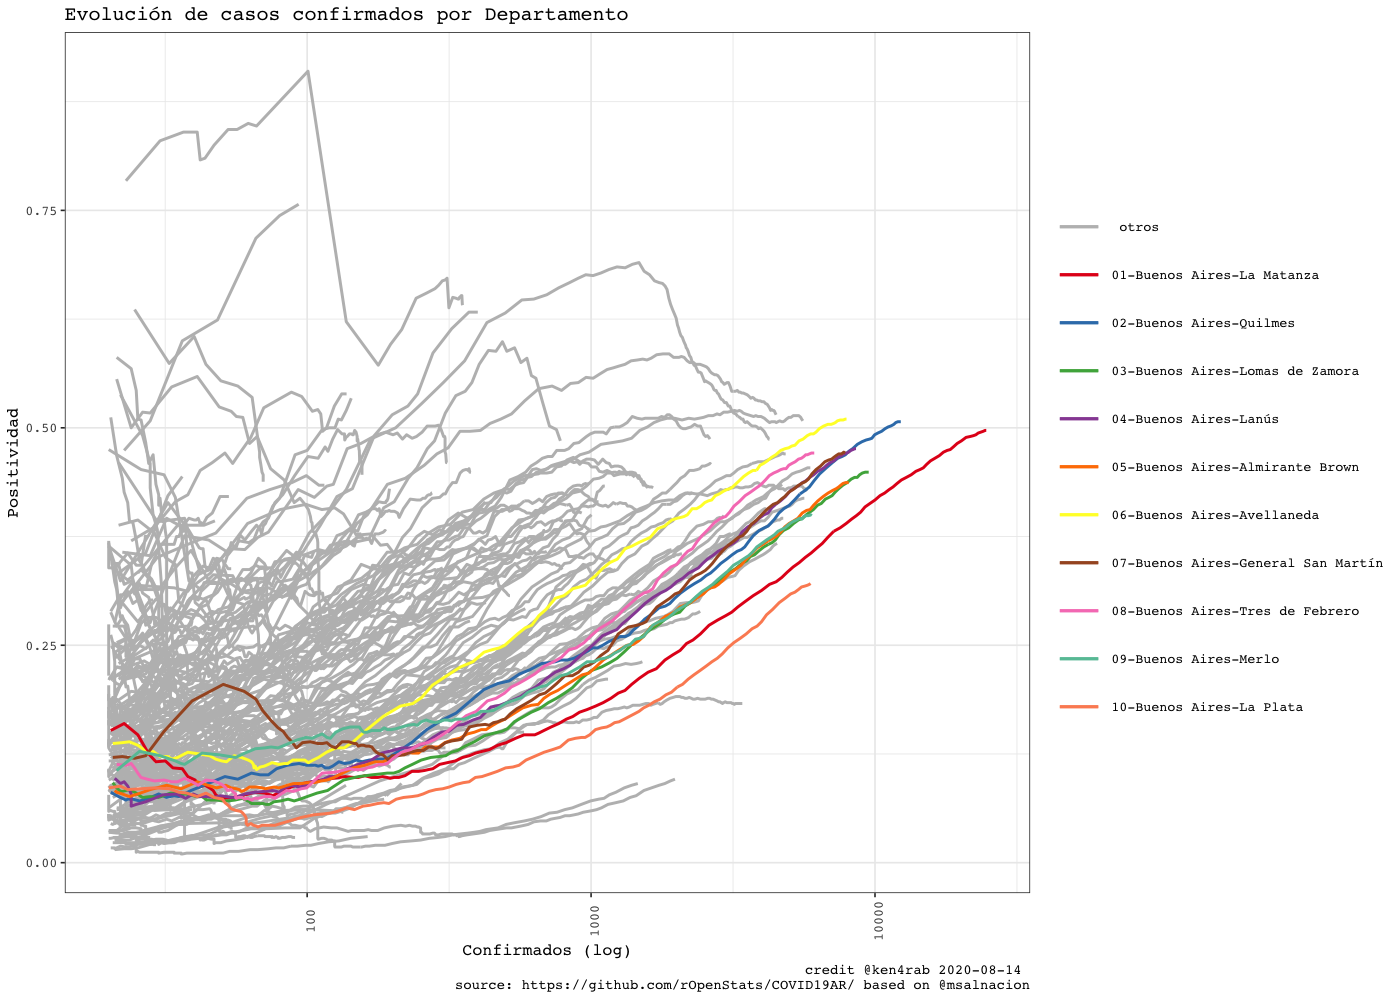 Evolución de casos confirmados por Departamento
Positividad
0.75
0.50
0.25
0.00
100
1000
10000
Confirmados (log)
otros
01-Buenos Aires-La Matanza
02-Buenos Aires-Quilmes
03-Buenos Aires-Lomas de Zamora
04-Buenos Aires-Lanús
05-Buenos Aires-Almirante Brown
06-Buenos Aires-Avellaneda
07-Buenos Aires-General San Martín
08-Buenos Aires-Tres de Febrero
09-Buenos Aires-Merlo
10-Buenos Aires-La Plata
credit @ken4rab 2020-08-14
source: https://github.com/rOpenStats/COVID19AR/ based on @msalnacion